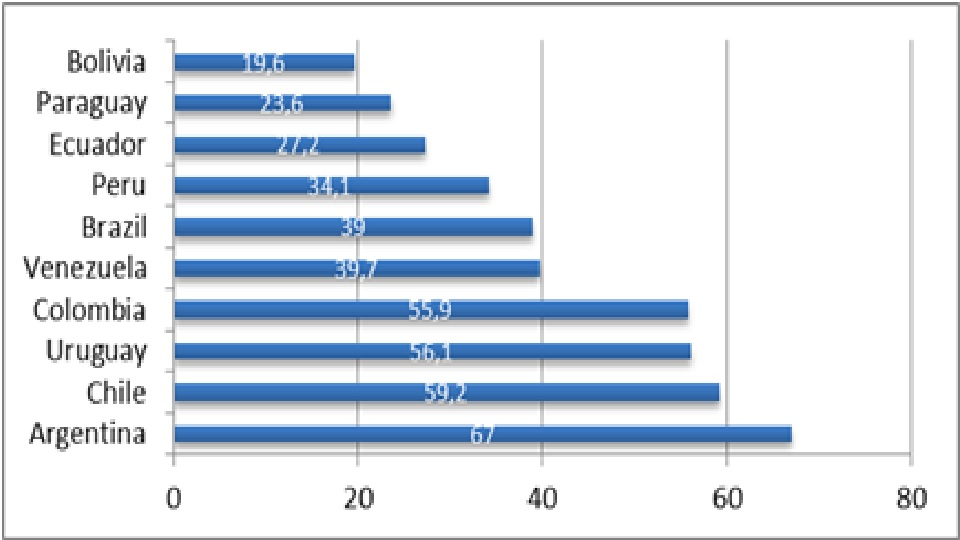 Bolivia 19,6
Paraguay 23,6
Ecuador 27,2
Peru 34,1
Brazil 39
Venezuela 39,7
Colombia 55,9
Uruguay 56,1
Chile 59,2
Argentina 67
0 20 40 60 80